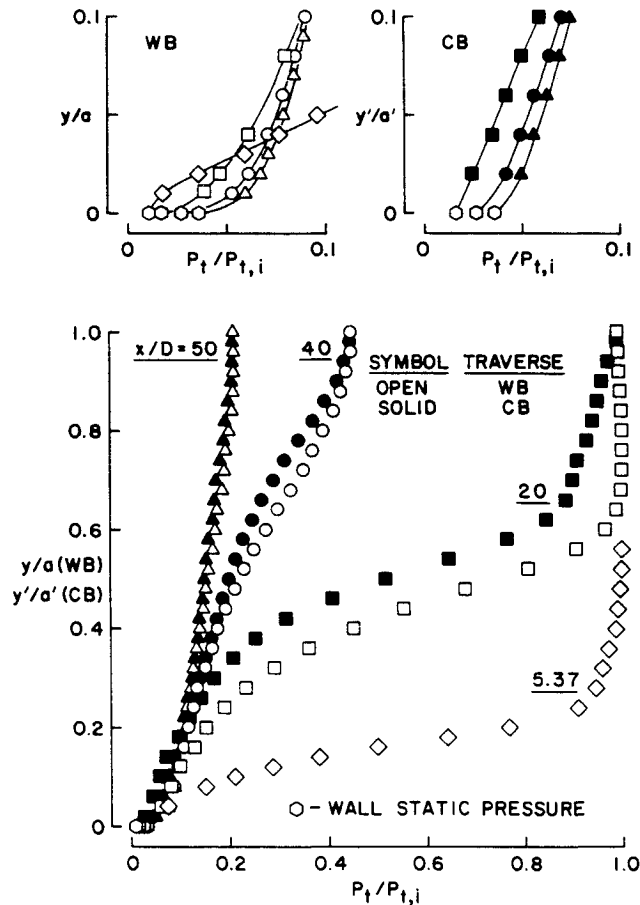 0.1
WB
y/a
0
0
0.1
Pt/Pt,i
0.1
CB
y'/a'
0
0
0.1
Pt/Pt,i
1.0
x/D=50
40
SYMBOL TRAVERSE
OPEN WB
SOLID CB
0.8
20
0.6
y/a(WB)
y'/a'(CB)
0.4
5.37
0.2
-WALL STATIC PRESSURE
0
0
0.2
0.4
0.6
0.8
1.0
Pt/Pt,i